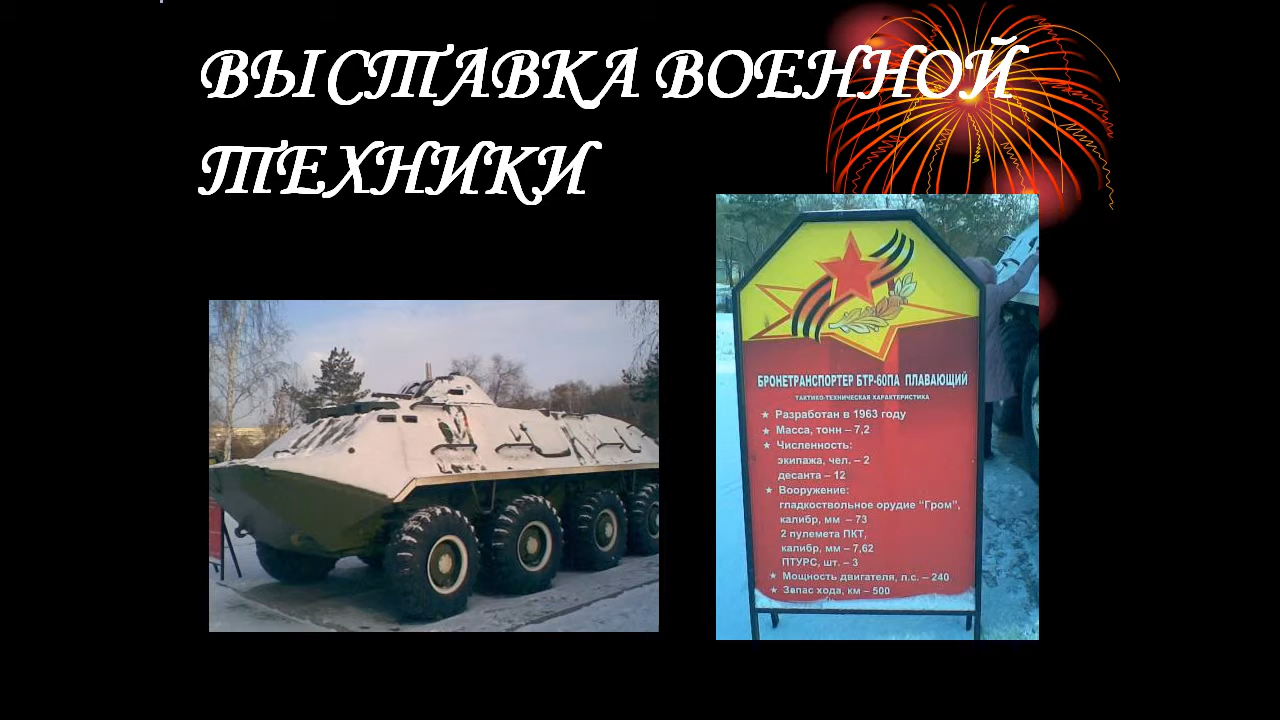 ВЫСТАВКА ВОЕННОЙ
ТЕХНИКИ
БРОНЕТРАНСПОРТЕР БТР-60ПА ПЛАВАЮЩИЙ
ТАКТИКО-ТЕХНИЧЕСКАЯ ХАРАКТЕРИСТИКА
★ Разработан в 1963 году
★ Масса, тонн – 7,2
★ Численность:
экипажа, чел. – 2
десанта – 12
★ Вооружение:
гладкоствольное орудие “Гром”,
калибр, мм – 73
2 пулемета ПКТ,
калибр, мм – 7,62
ПТУРС, шт. – 3
★ Мощность двигателя, л.с. – 240
★ Запас хода, км – 500